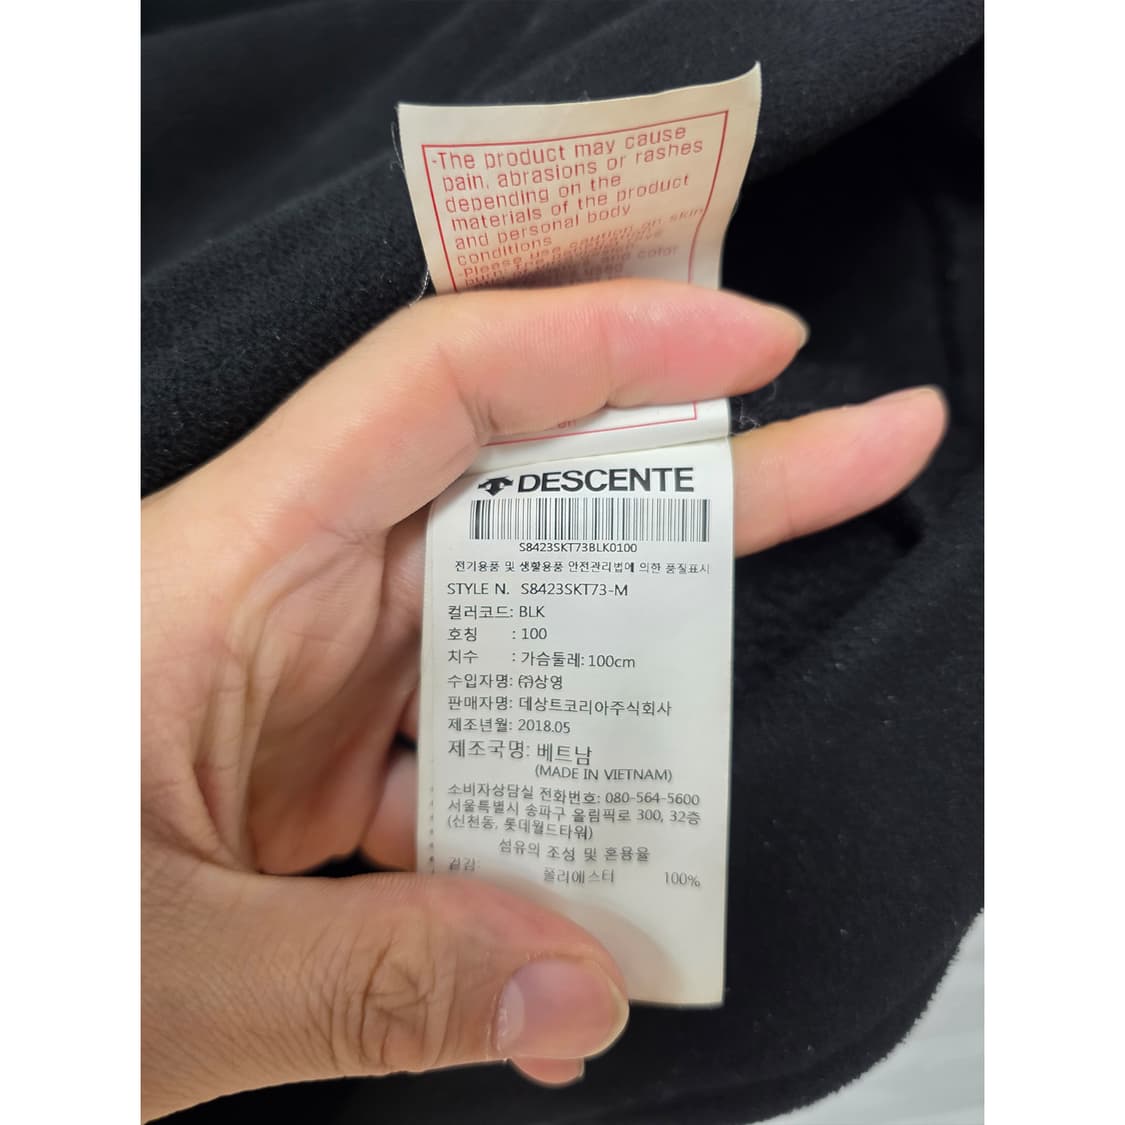 -The product may cause
pain, abrasions or rashes
depending on the
materials of the product
and personal body
conditions
-Please use caution on skin
and color
DESCENTE
S8423SKT73BLK0100
전기용품 및 생활용품 안전관리법에 의한 품질표시
STYLE N. S8423SKT73-M
컬러코드: BLK
호칭 : 100
치수 : 가슴둘레: 100cm
수입자명: ㈜상영
판매자명: 데상트코리아주식회사
제조년월: 2018.05
제조국명: 베트남
(MADE IN VIETNAM)
소비자상담실 전화번호: 080-564-5600
서울특별시 송파구 올림픽로 300, 32층
(신천동, 롯데월드타워)
섬유의 조성 및 혼용율
겉감:
폴리에스터 100%